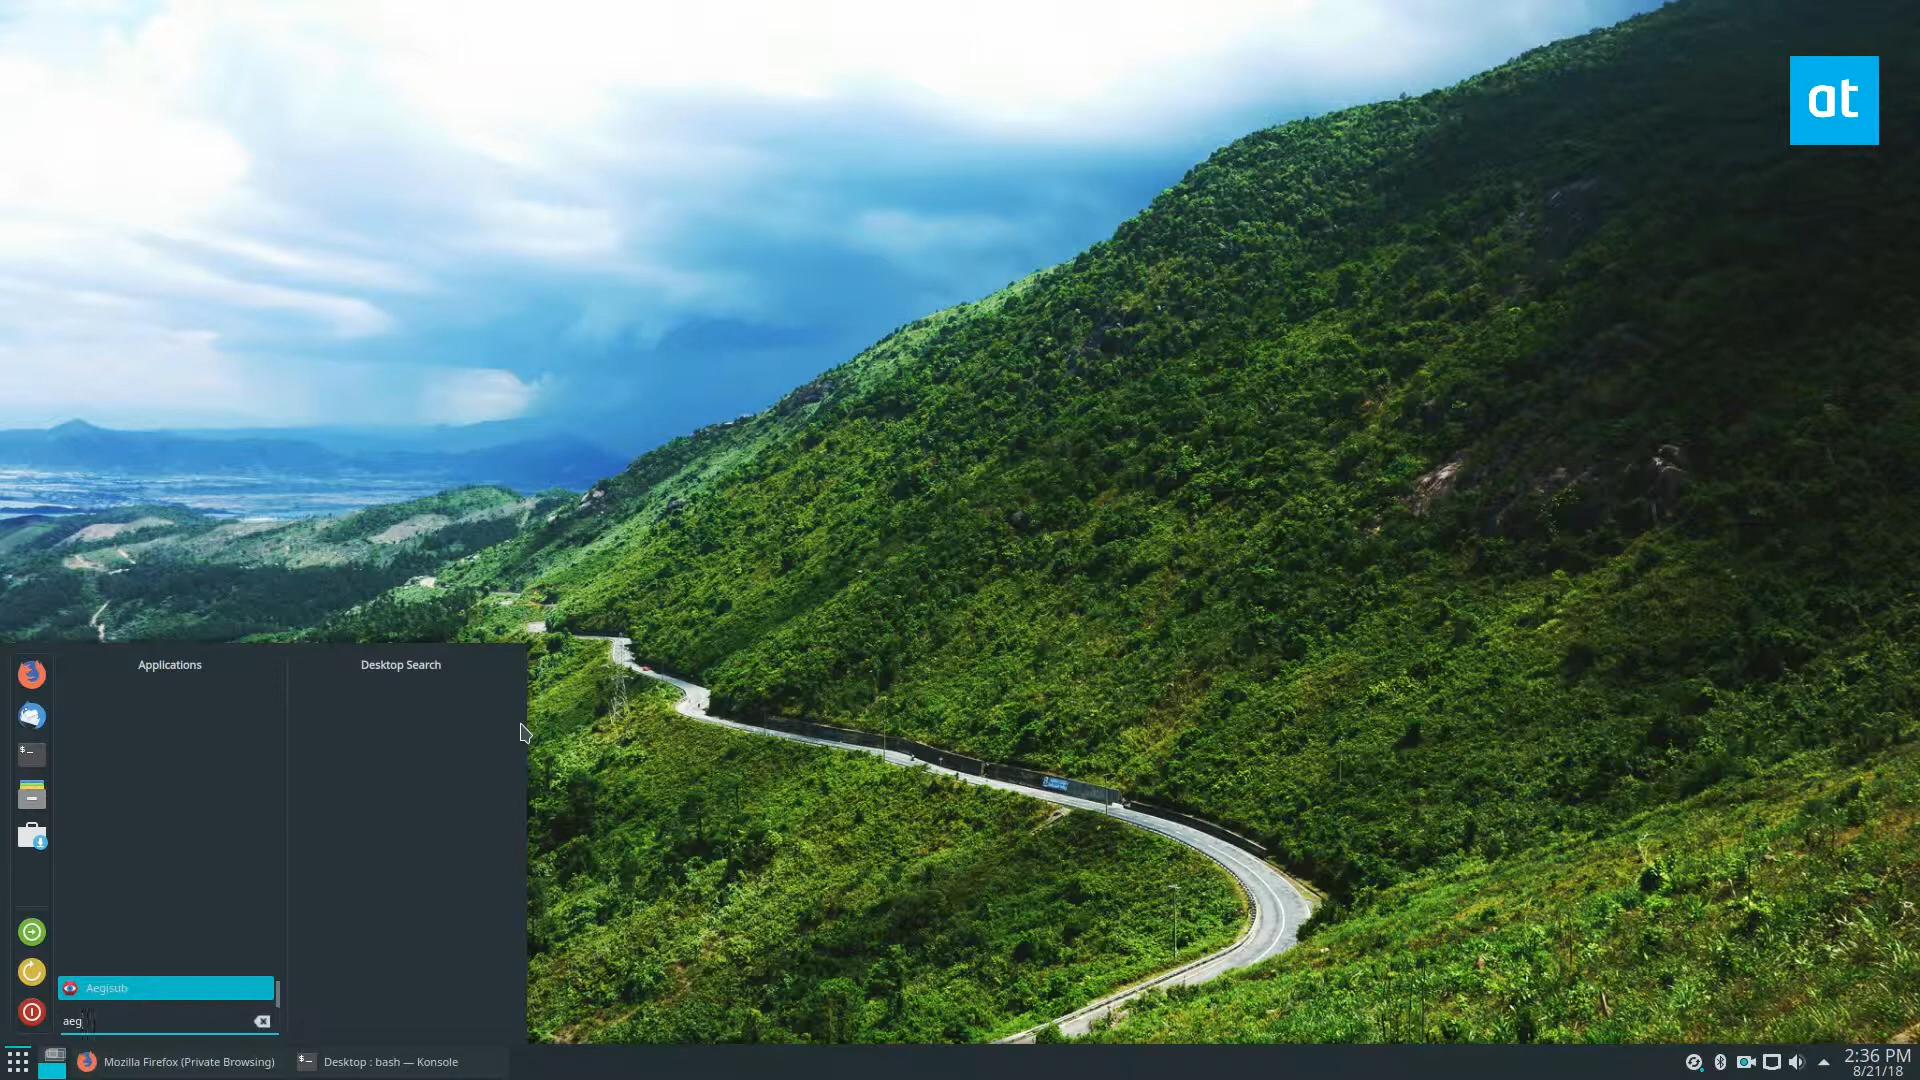 at
Applications
Desktop Search
$_
Aegisub
aeg
Mozilla Firefox (Private Browsing)
$_
Desktop : bash — Konsole
2:36 PM
8/21/18